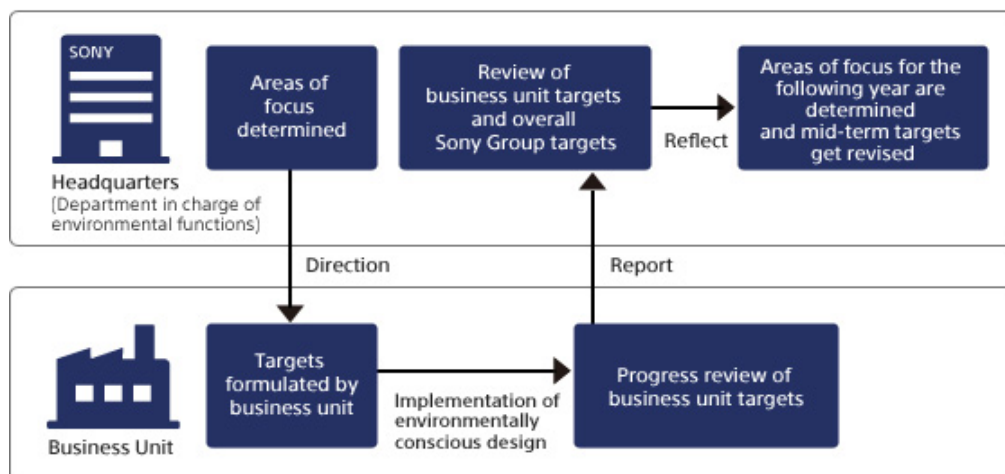 SONY
Headquarters
(Department in charge of
environmental functions)
Areas of
focus
determined
Review of
business unit targets
and overall
Sony Group targets
Reflect
Areas of focus for the
following year are
determined
and mid-term targets
get revised
Direction
Report
Business Unit
Targets
formulated by
business unit
Implementation of
environmentally
conscious design
Progress review of
business unit targets